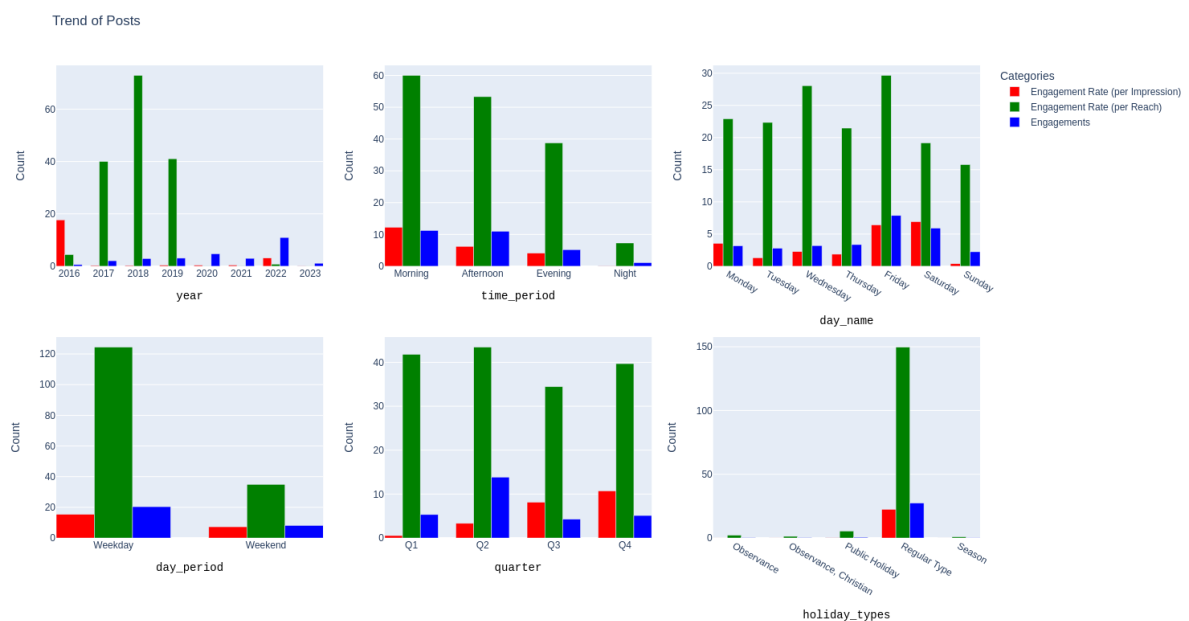 Trend of Posts
Categories
Engagement Rate (per Impression)
Engagement Rate (per Reach)
Engagements
Count
0
20
40
60
2016 2017 2018 2019 2020 2021 2022 2023
year
Count
0
10
20
30
40
50
60
Morning Afternoon Evening Night
time_period
Count
0
5
10
15
20
25
30
Monday Tuesday Wednesday Thursday Friday Saturday Sunday
day_name
Count
0
20
40
60
80
100
120
Weekday Weekend
day_period
Count
0
10
20
30
40
Q1 Q2 Q3 Q4
quarter
Count
0
50
100
150
Observance Observance, Christian Public Holiday Regular Type Season
holiday_types